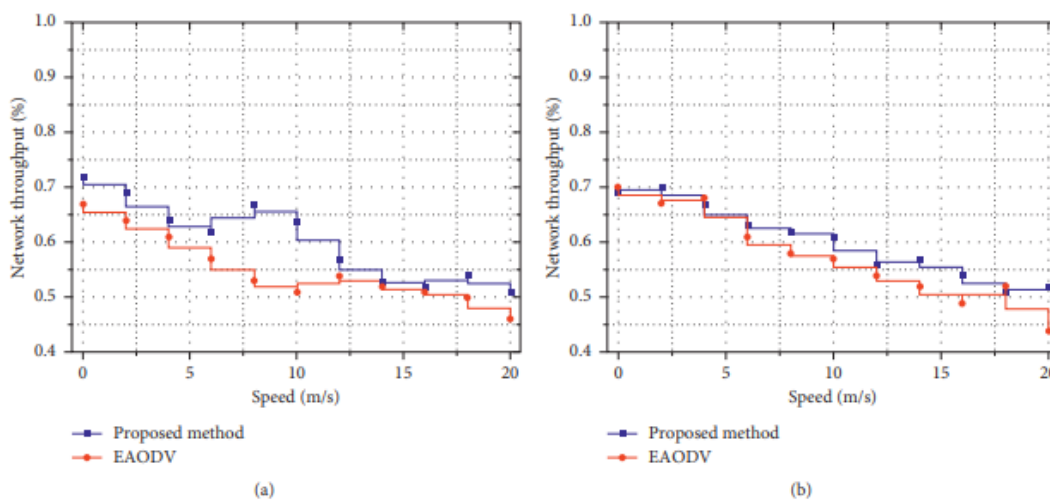 1.0
0.9
0.8
0.7
0.6
0.5
0.4
Network throughput (%)
0 5 10 15 20
Speed (m/s)
Proposed method
EAODV
(a)
1.0
0.9
0.8
0.7
0.6
0.5
0.4
Network throughput (%)
0 5 10 15 20
Speed (m/s)
Proposed method
EAODV
(b)